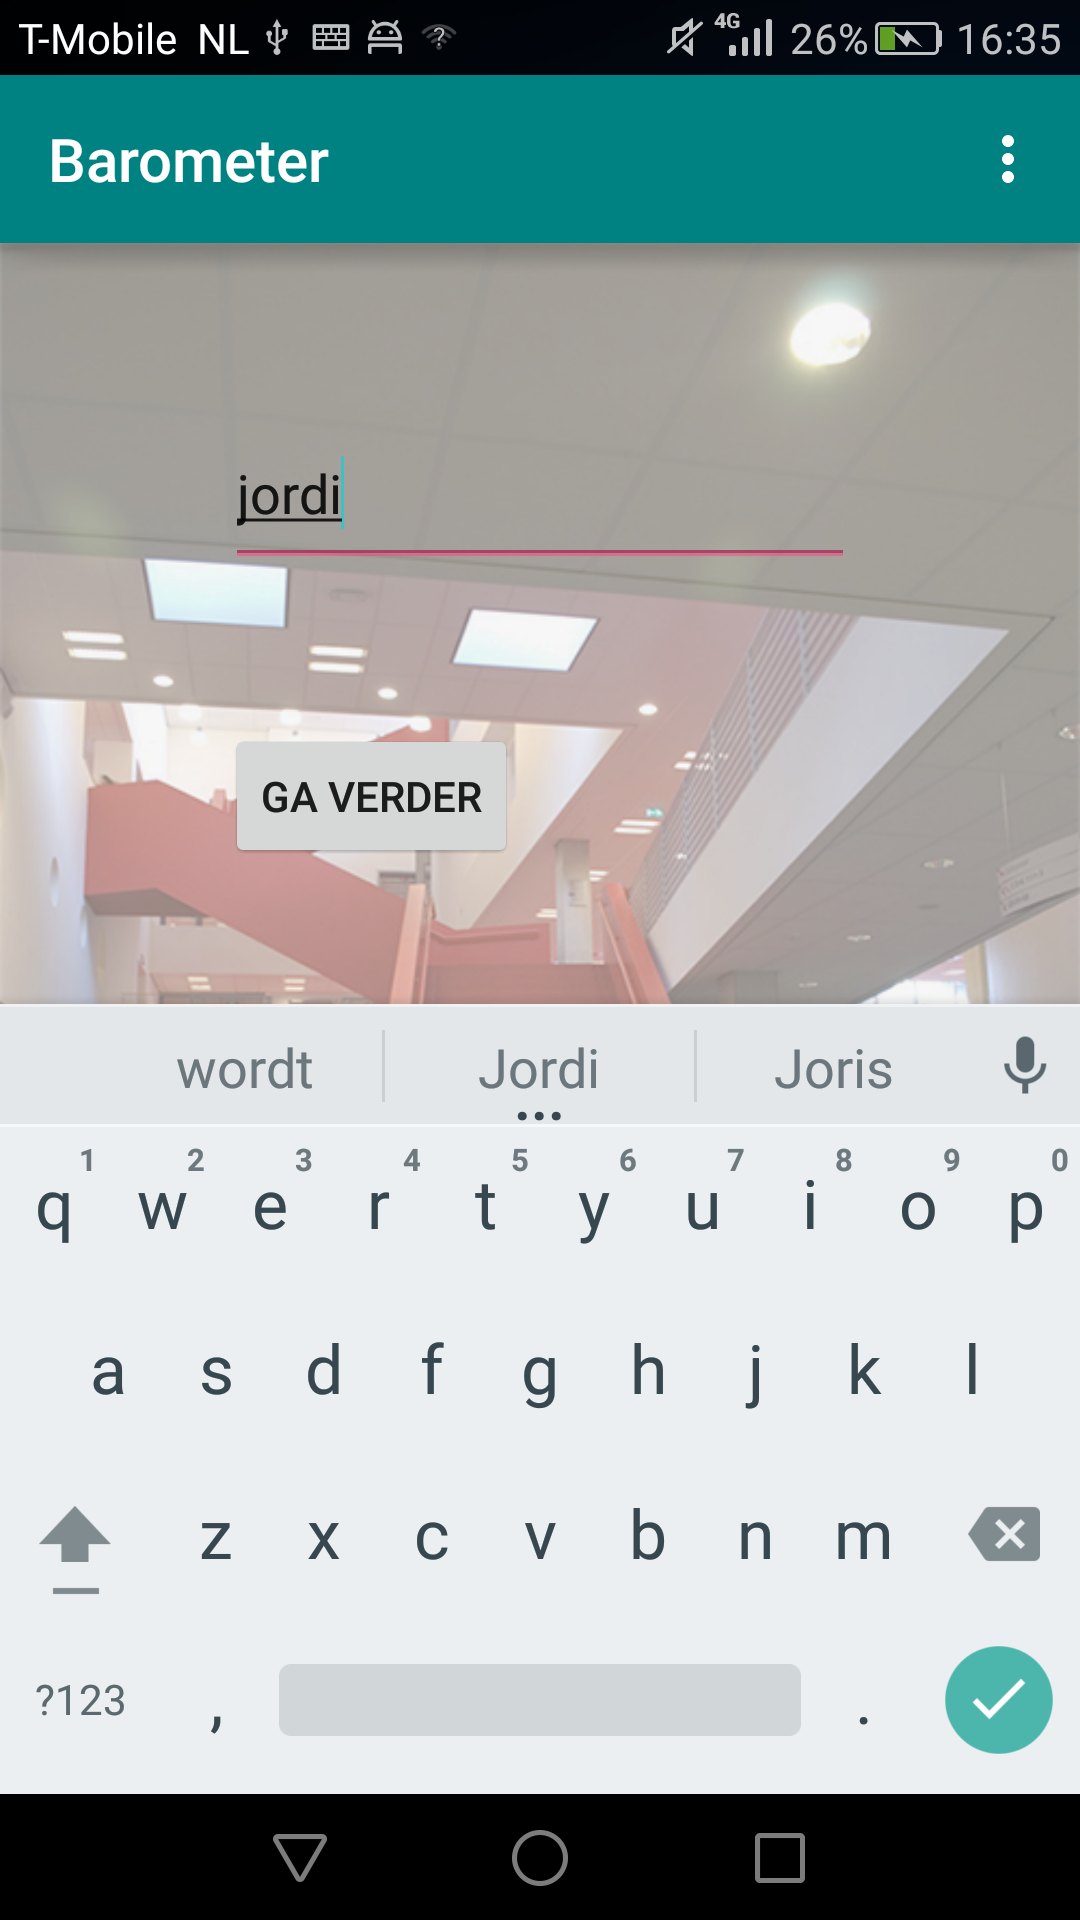 T-Mobile NL 4G 26% 16:35
Barometer
jordi
GA VERDER
wordt Jordi Joris
1 2 3 4 5 6 7 8 9 0
q w e r t y u i o p
a s d f g h j k l
z x c v b n m
?123 , .